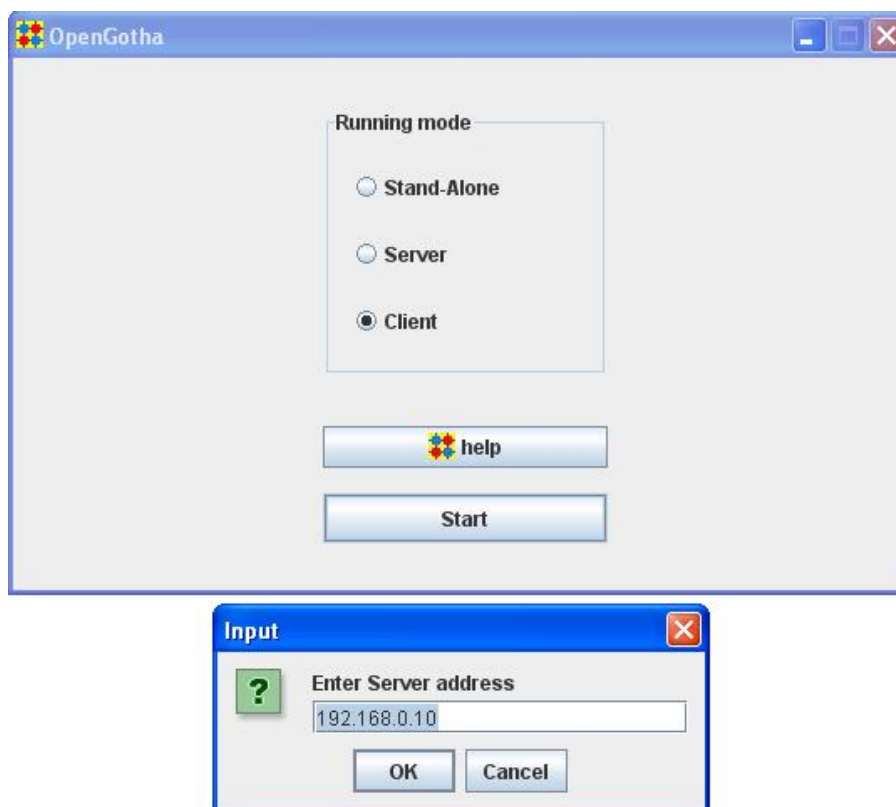 OpenGotha
Running mode
Stand-Alone
Server
Client
help
Start
Input
?
Enter Server address
192.168.0.10
OK Cancel